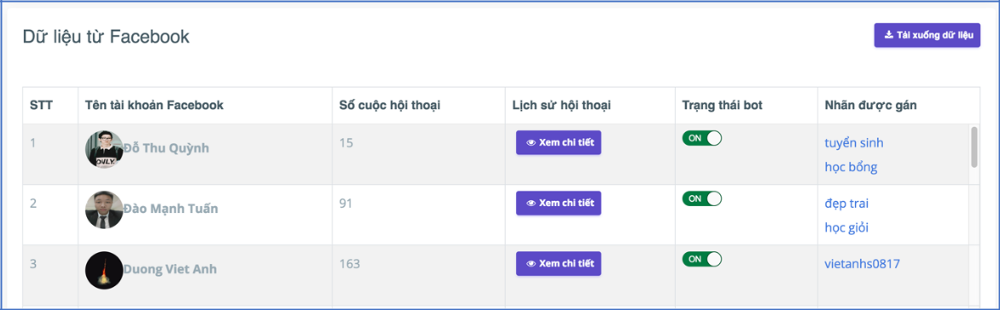 Dữ liệu từ Facebook
Tải xuống dữ liệu
STT Tên tài khoản Facebook Số cuộc hội thoại Lịch sử hội thoại Trạng thái bot Nhãn được gán
1 Đỗ Thu Quỳnh 15 Xem chi tiết ON tuyển sinh
học bổng
2 Đào Mạnh Tuấn 91 Xem chi tiết ON đẹp trai
học giỏi
3 Duong Viet Anh 163 Xem chi tiết ON vietanhs0817